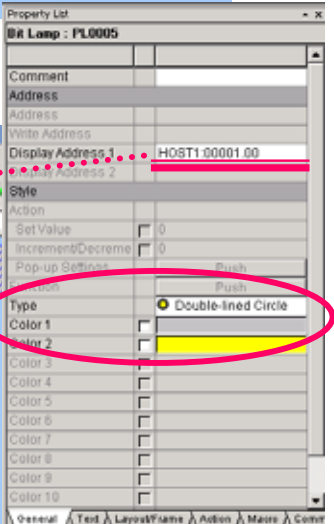 Property List
Bit Lamp : PL0005
Comment
Address
Address
Write Address
Display Address 1 HOST1:00001.00
Display Address 2
Style
Action
Set Value 0
Increment/Decreme 0
Pop-up Settings Push
Function Push
Type Double-lined Circle
Color 1
Color 2
Color 3
Color 4
Color 5
Color 6
Color 7
Color 8
Color 9
Color 10
General Text Layout/Frame Action Macro Comm